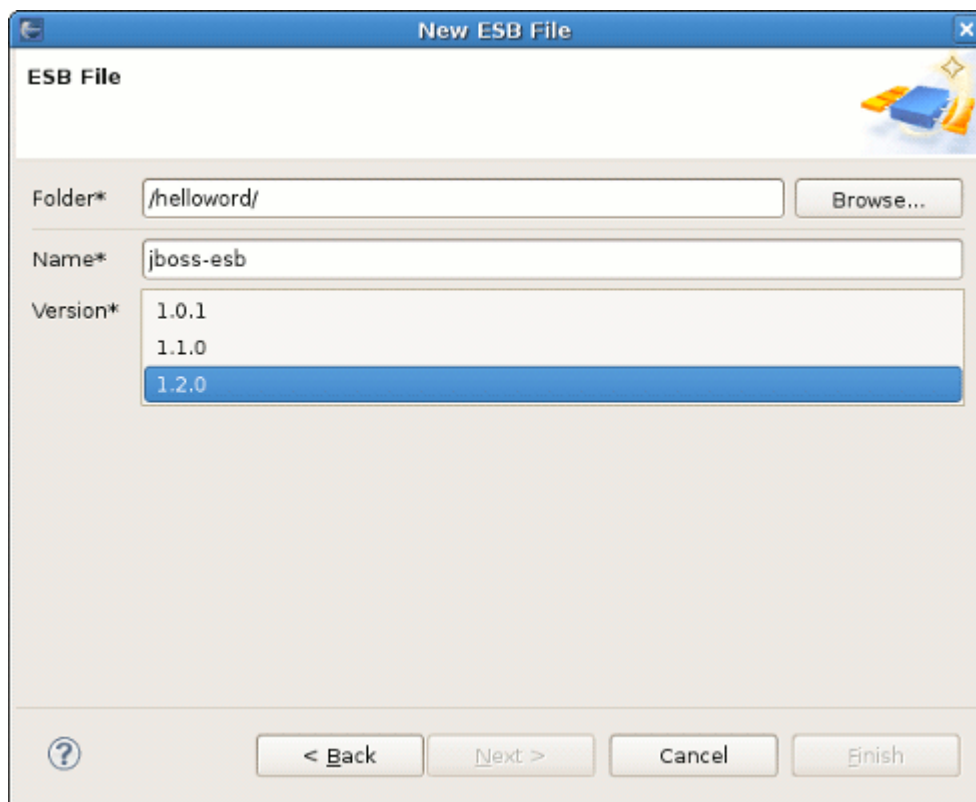 New ESB File
ESB File
Folder* /helloword/ Browse...
Name* jboss-esb
Version* 1.0.1
1.1.0
1.2.0
? < Back Next > Cancel Finish